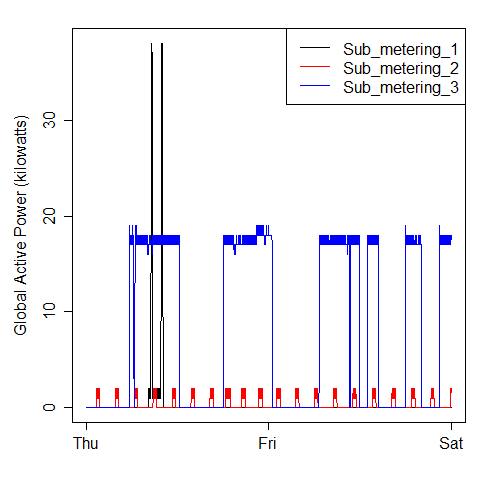 Sub_metering_1
Sub_metering_2
Sub_metering_3
Global Active Power (kilowatts)
30
20
10
0
Thu Fri Sat